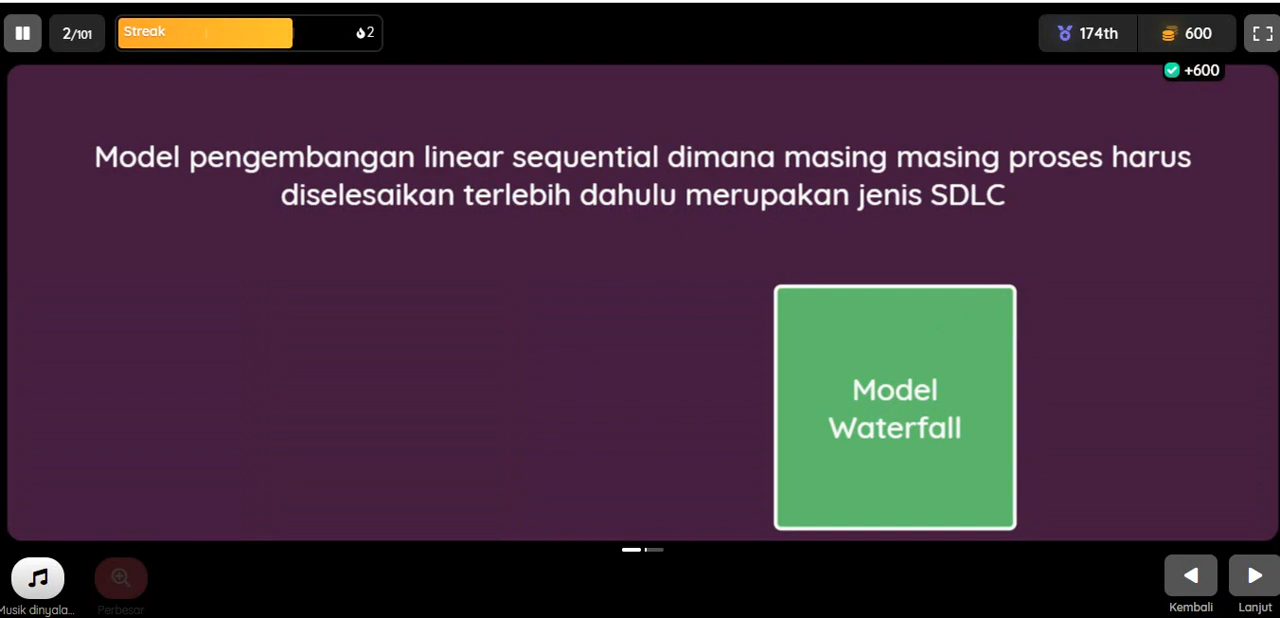 2/101
Streak
2
174th
600
+600
Model pengembangan linear sequential dimana masing masing proses harus
diselesaikan terlebih dahulu merupakan jenis SDLC
Model
Waterfall
Musik dinyala...
Perbesar
Kembali
Lanjut